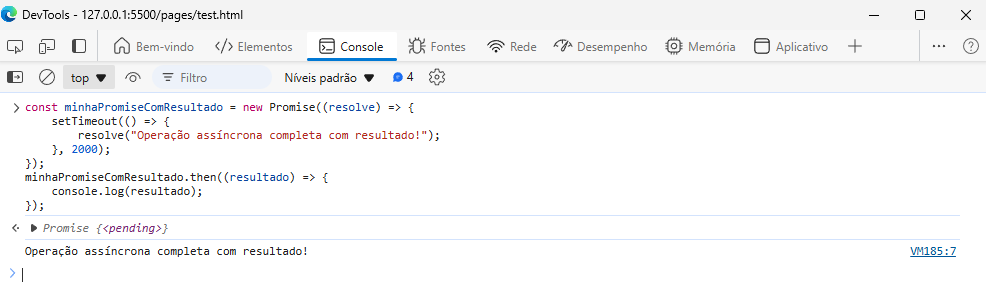 DevTools - 127.0.0.1:5500/pages/test.html
Bem-vindo Elementos Console Fontes Rede Desempenho Memória Aplicativo
top Filtro Níveis padrão 4
const minhaPromiseComResultado = new Promise((resolve) => {
    setTimeout(() => {
        resolve("Operação assíncrona completa com resultado!");
    }, 2000);
});
minhaPromiseComResultado.then((resultado) => {
    console.log(resultado);
});
Promise {<pending>}
Operação assíncrona completa com resultado! VM185:7